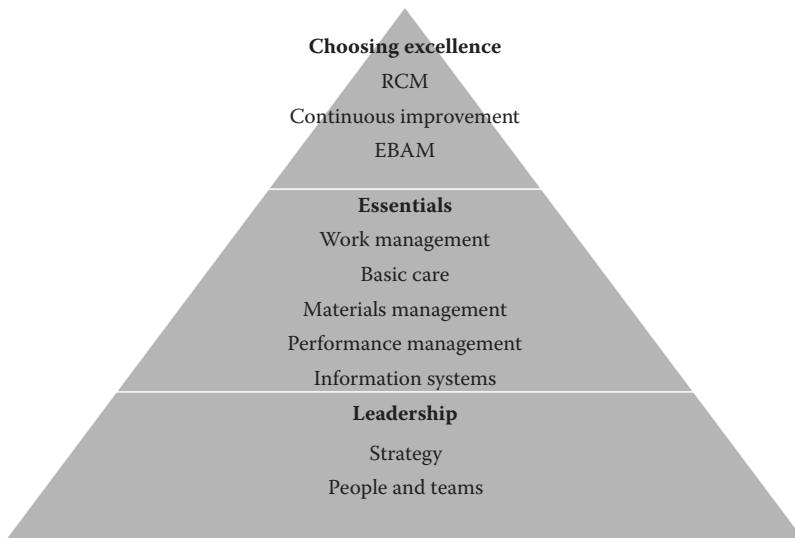 Choosing excellence
RCM
Continuous improvement
EBAM
Essentials
Work management
Basic care
Materials management
Performance management
Information systems
Leadership
Strategy
People and teams